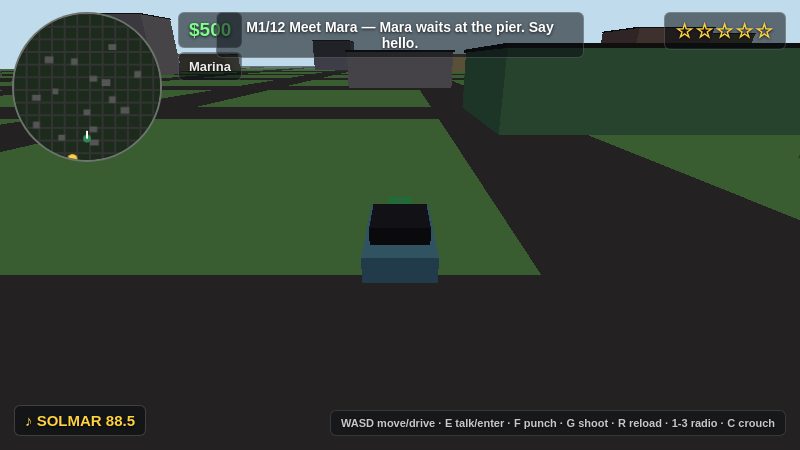 $500
M1/12 Meet Mara — Mara waits at the pier. Say
hello.
☆☆☆☆☆
Marina
♪ SOLMAR 88.5
WASD move/drive · E talk/enter · F punch · G shoot · R reload · 1-3 radio · C crouch